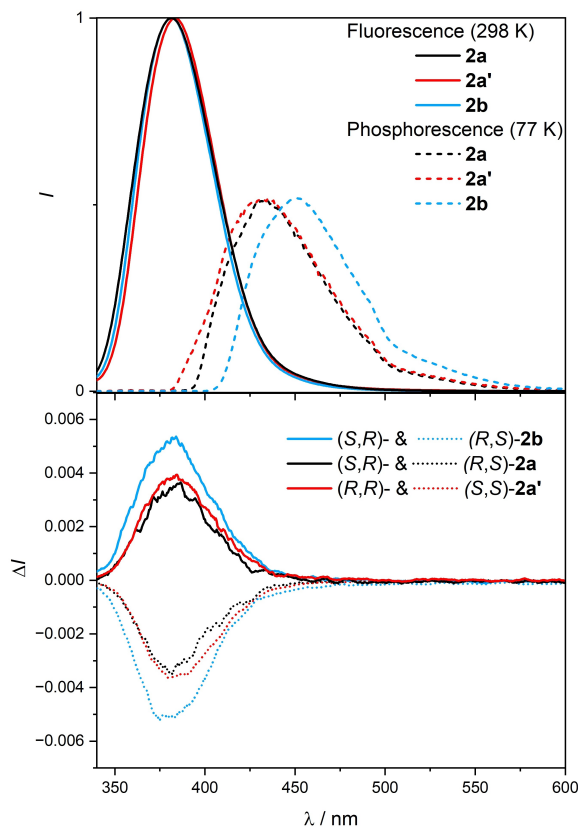 1
Fluorescence (298 K)
2a
2a'
2b
Phosphorescence (77 K)
2a
2a'
2b
I
0
0.006
(S,R)- & (R,S)-2b
0.004
(S,R)- & (R,S)-2a
(R,R)- & (S,S)-2a'
0.002
ΔI
0.000
−0.002
−0.004
−0.006
350 400 450 500 550 600
λ / nm